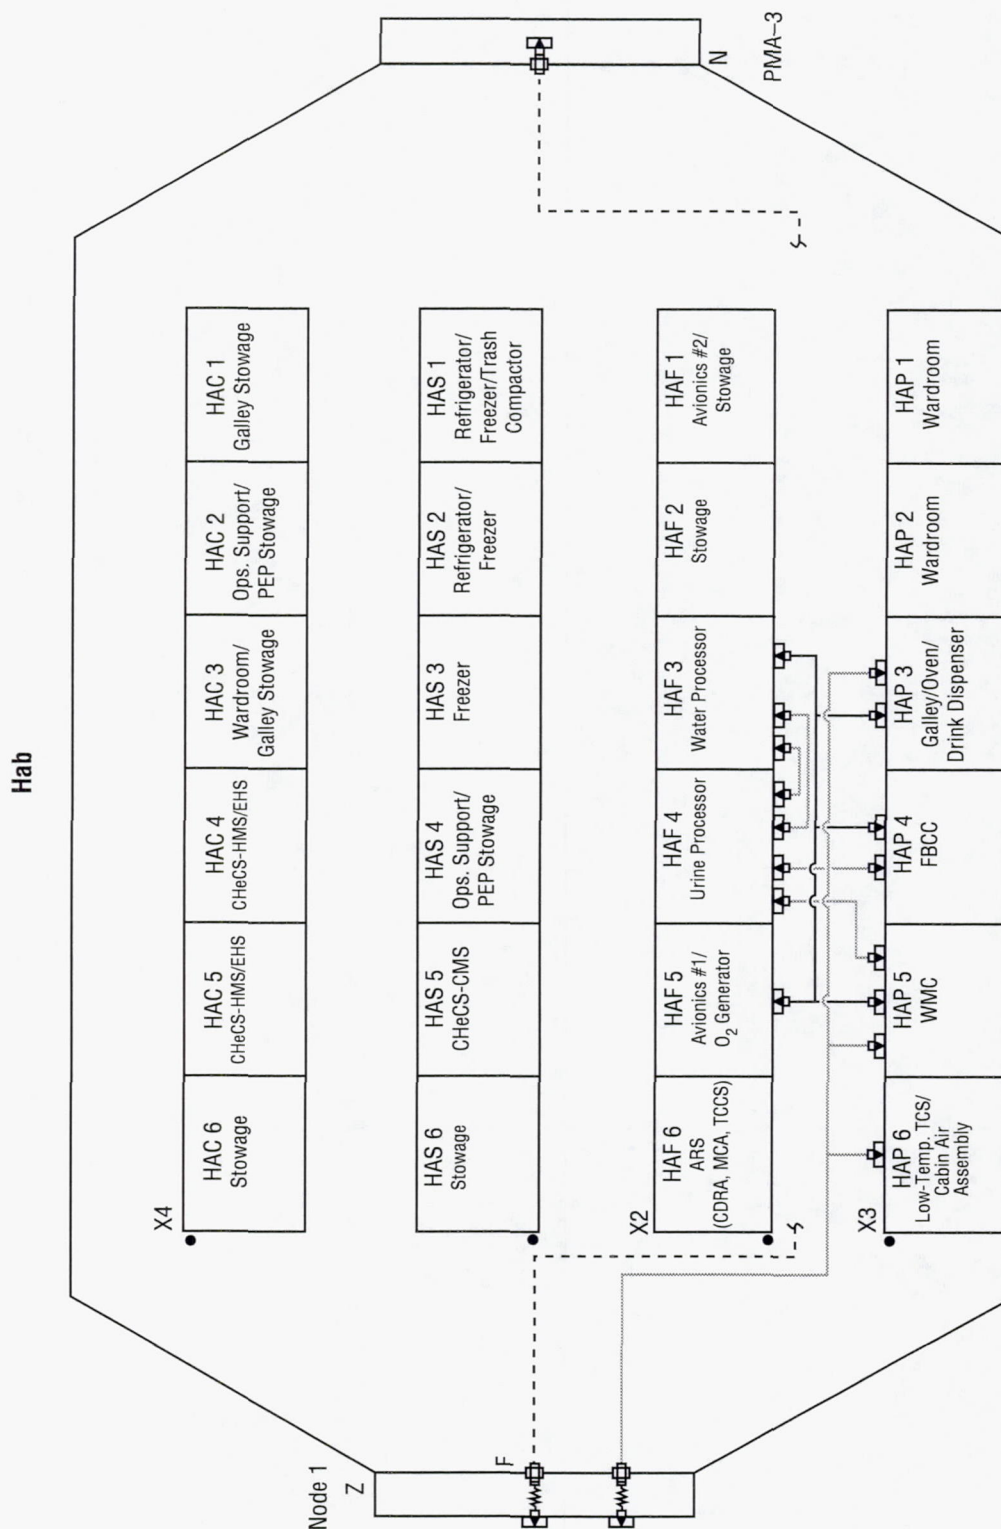 Hab
Node 1
Z
F
N
PMA–3
X4
HAC 6
Stowage
HAC 5
CHeCS-HMS/EHS
HAC 4
CHeCS-HMS/EHS
HAC 3
Wardroom/
Galley Stowage
HAC 2
Ops. Support/
PEP Stowage
HAC 1
Galley Stowage
HAS 6
Stowage
HAS 5
CHeCS-CMS
HAS 4
Ops. Support/
PEP Stowage
HAS 3
Freezer
HAS 2
Refrigerator/
Freezer
HAS 1
Refrigerator/
Freezer/Trash
Compactor
X2
HAF 6
ARS
(CDRA, MCA, TCCS)
HAF 5
Avionics #1/
O2 Generator
HAF 4
Urine Processor
HAF 3
Water Processor
HAF 2
Stowage
HAF 1
Avionics #2/
Stowage
X3
HAP 6
Low-Temp. TCS/
Cabin Air
Assembly
HAP 5
WMC
HAP 4
FBCC
HAP 3
Galley/Oven/
Drink Dispenser
HAP 2
Wardroom
HAP 1
Wardroom